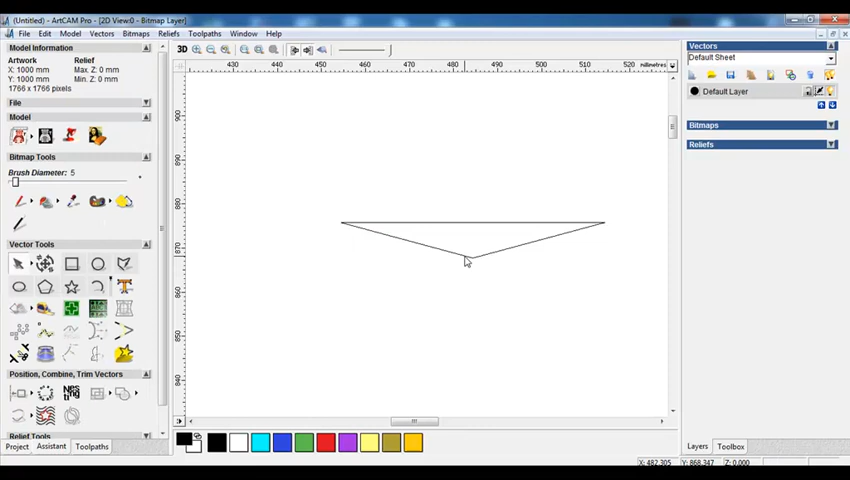 (Untitled) - ArtCAM Pro - [2D View:0 - Bitmap Layer]
File Edit Model Vectors Bitmaps Reliefs Toolpaths Window Help
Model Information
Artwork Relief
X: 1000 mm Max. Z: 0 mm
Y: 1000 mm Min. Z: 0 mm
1766 x 1766 pixels
File
Model
Bitmap Tools
Brush Diameter: 5
Vector Tools
Position, Combine, Trim Vectors
Relief Tools
Project Assistant Toolpaths
3D
430 440 450 460 470 480 490 500 510 520 millimetres
900
890
880
870
860
850
840
Vectors
Default Sheet
Default Layer
Bitmaps
Reliefs
Layers Toolbox
X: 482.305 Y: 868.347 Z: 0.000